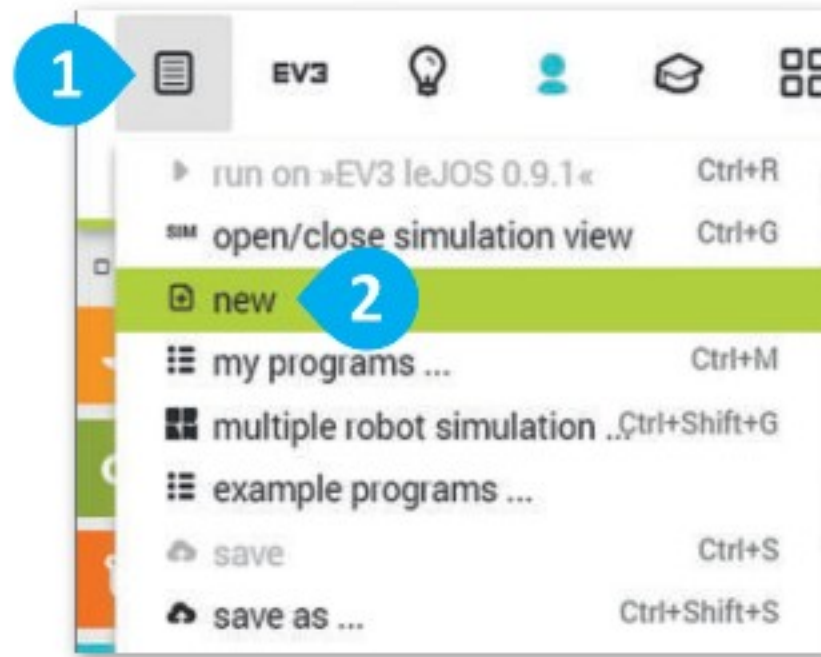 1
EV3
run on »EV3 leJOS 0.9.1« Ctrl+R
SIM open/close simulation view Ctrl+G
new 2
my programs ... Ctrl+M
multiple robot simulation ... Ctrl+Shift+G
example programs ...
save Ctrl+S
save as ... Ctrl+Shift+S